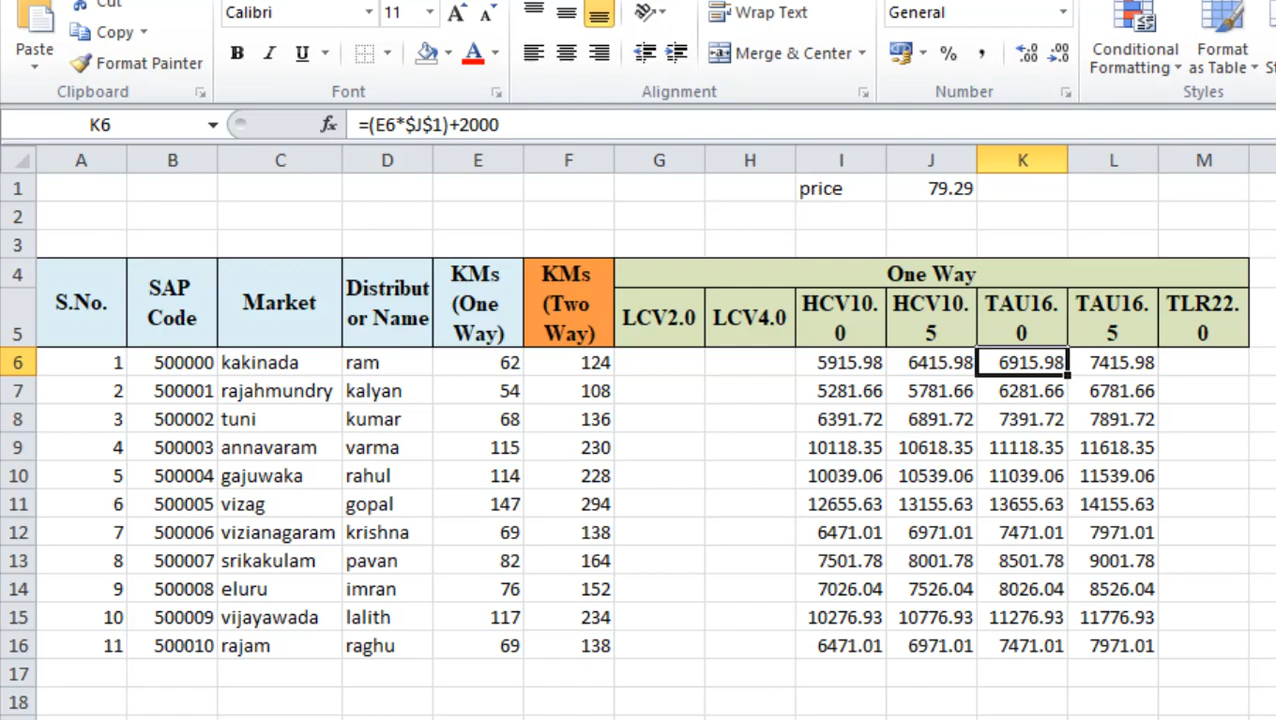 Cut
Calibri 11 A A Wrap Text General
Paste Copy
Format Painter B I U A Merge & Center % , Conditional Formatting Format as Table
Clipboard Font Alignment Number Styles
K6 fx =(E6*$J$1)+2000
A B C D E F G H I J K L M
1 price 79.29
2
3
4 S.No. SAP Code Market Distributor Name KMs (One Way) KMs (Two Way) One Way
5 LCV2.0 LCV4.0 HCV10.0 HCV10.5 TAU16.0 TAU16.5 TLR22.0
6 1 500000 kakinada ram 62 124 5915.98 6415.98 6915.98 7415.98
7 2 500001 rajahmundry kalyan 54 108 5281.66 5781.66 6281.66 6781.66
8 3 500002 tuni kumar 68 136 6391.72 6891.72 7391.72 7891.72
9 4 500003 annavaram varma 115 230 10118.35 10618.35 11118.35 11618.35
10 5 500004 gajuwaka rahul 114 228 10039.06 10539.06 11039.06 11539.06
11 6 500005 vizag gopal 147 294 12655.63 13155.63 13655.63 14155.63
12 7 500006 vizianagaram krishna 69 138 6471.01 6971.01 7471.01 7971.01
13 8 500007 srikakulam pavan 82 164 7501.78 8001.78 8501.78 9001.78
14 9 500008 eluru imran 76 152 7026.04 7526.04 8026.04 8526.04
15 10 500009 vijayawada lalith 117 234 10276.93 10776.93 11276.93 11776.93
16 11 500010 rajam raghu 69 138 6471.01 6971.01 7471.01 7971.01
17
18